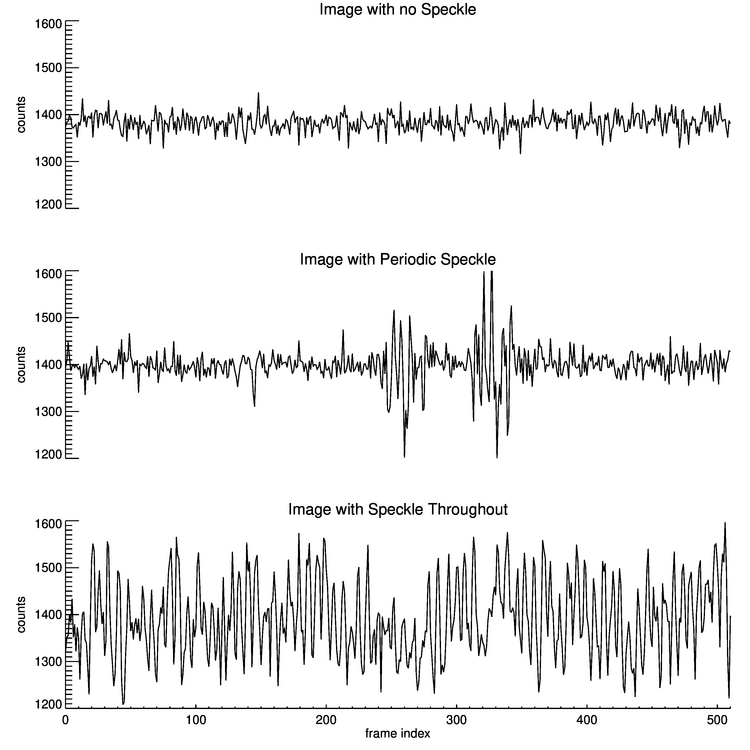 Image with no Speckle
1600
1500
1400
1300
1200
counts
Image with Periodic Speckle
1600
1500
1400
1300
1200
counts
Image with Speckle Throughout
1600
1500
1400
1300
1200
counts
0 100 200 300 400 500
frame index